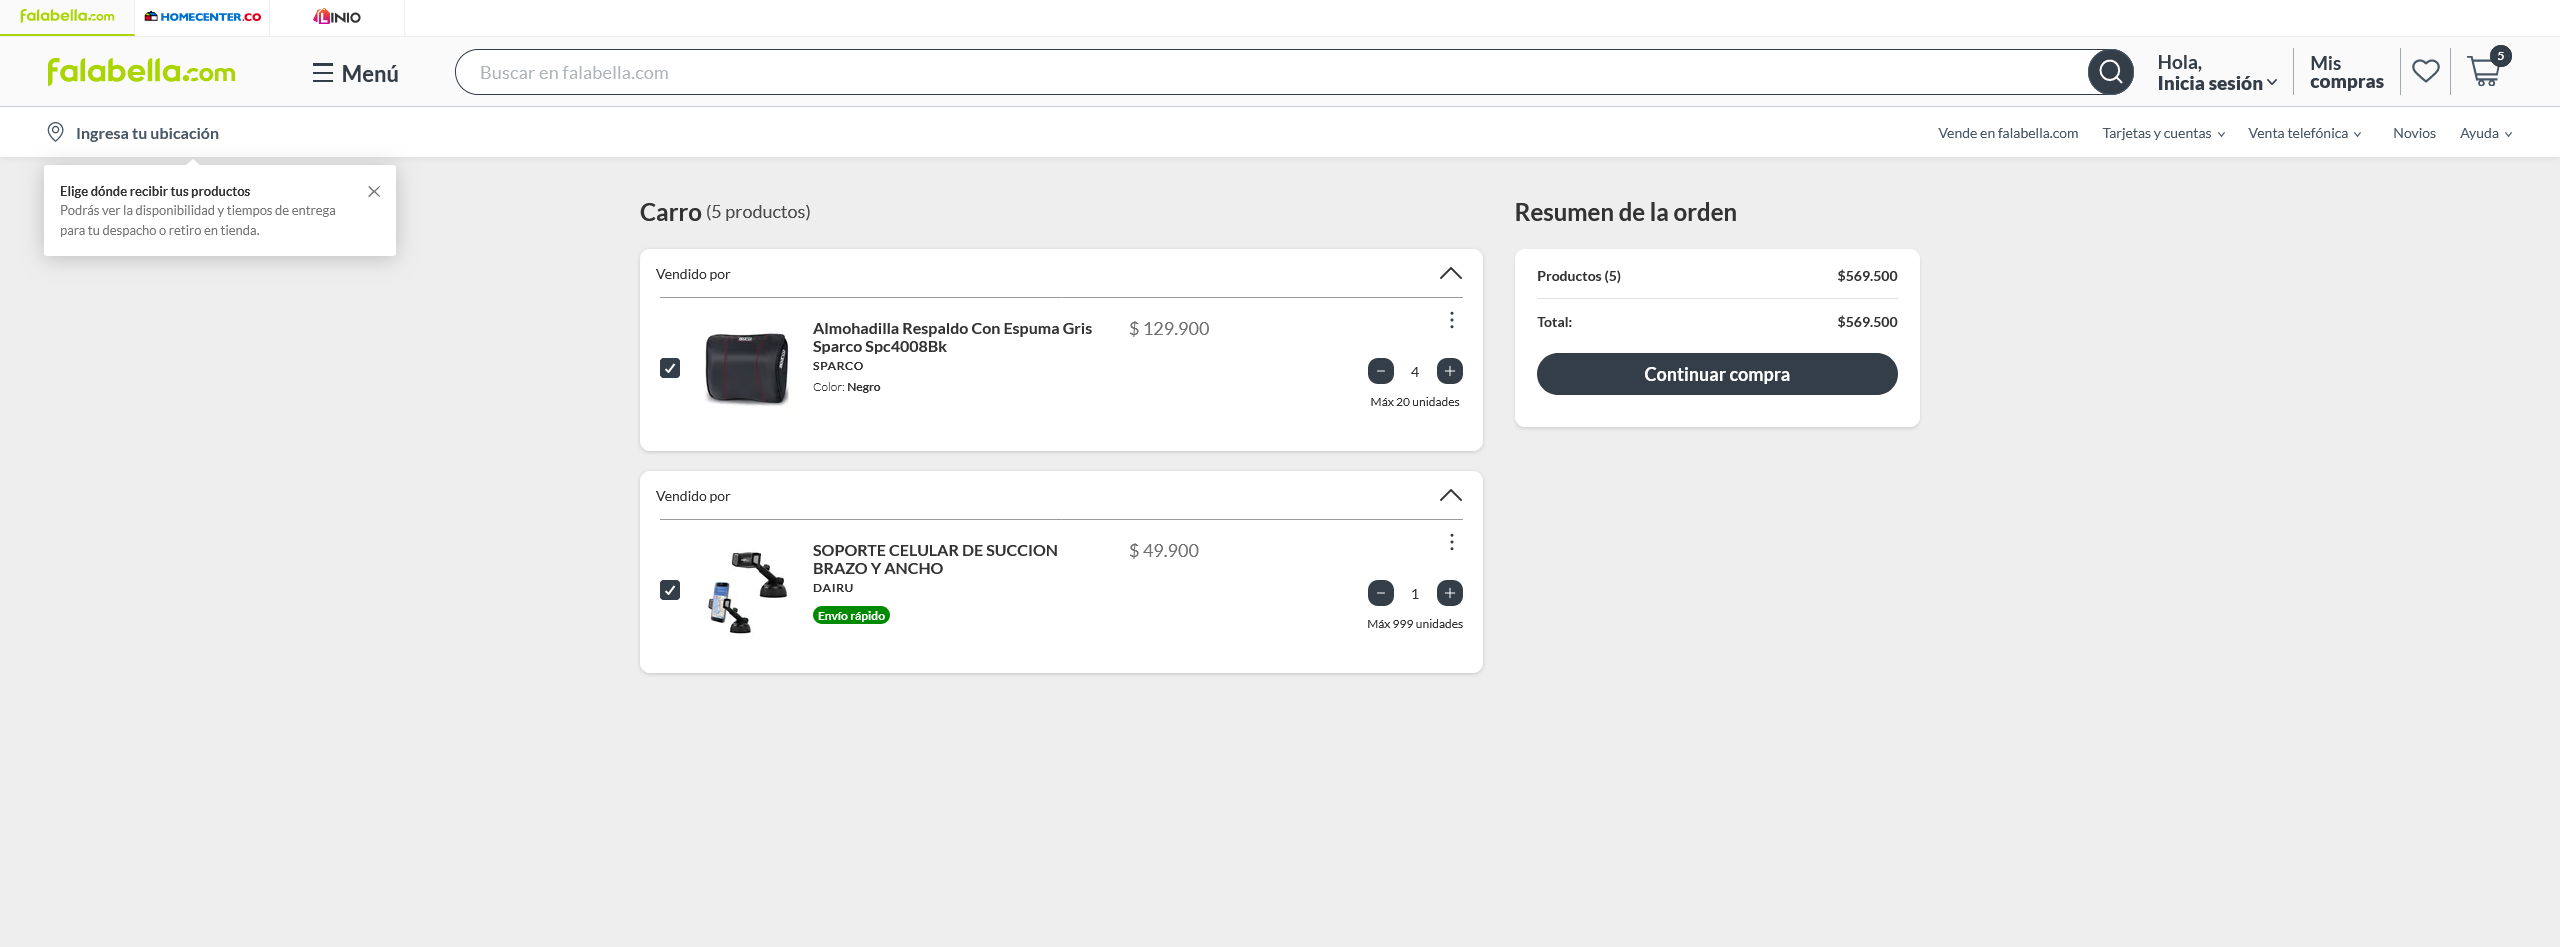 falabella.com
HOMECENTER.CO
LINIO
falabella.com
Menú
Buscar en falabella.com
Hola,
Inicia sesión
Mis
compras
5
Ingresa tu ubicación
Vende en falabella.com
Tarjetas y cuentas
Venta telefónica
Novios
Ayuda
Elige dónde recibir tus productos
Podrás ver la disponibilidad y tiempos de entrega
para tu despacho o retiro en tienda.
Carro (5 productos)
Vendido por
Almohadilla Respaldo Con Espuma Gris
Sparco Spc4008Bk
SPARCO
Color: Negro
$ 129.900
4
Máx 20 unidades
Vendido por
SOPORTE CELULAR DE SUCCION
BRAZO Y ANCHO
DAIRU
Envío rápido
$ 49.900
1
Máx 999 unidades
Resumen de la orden
Productos (5) $569.500
Total: $569.500
Continuar compra